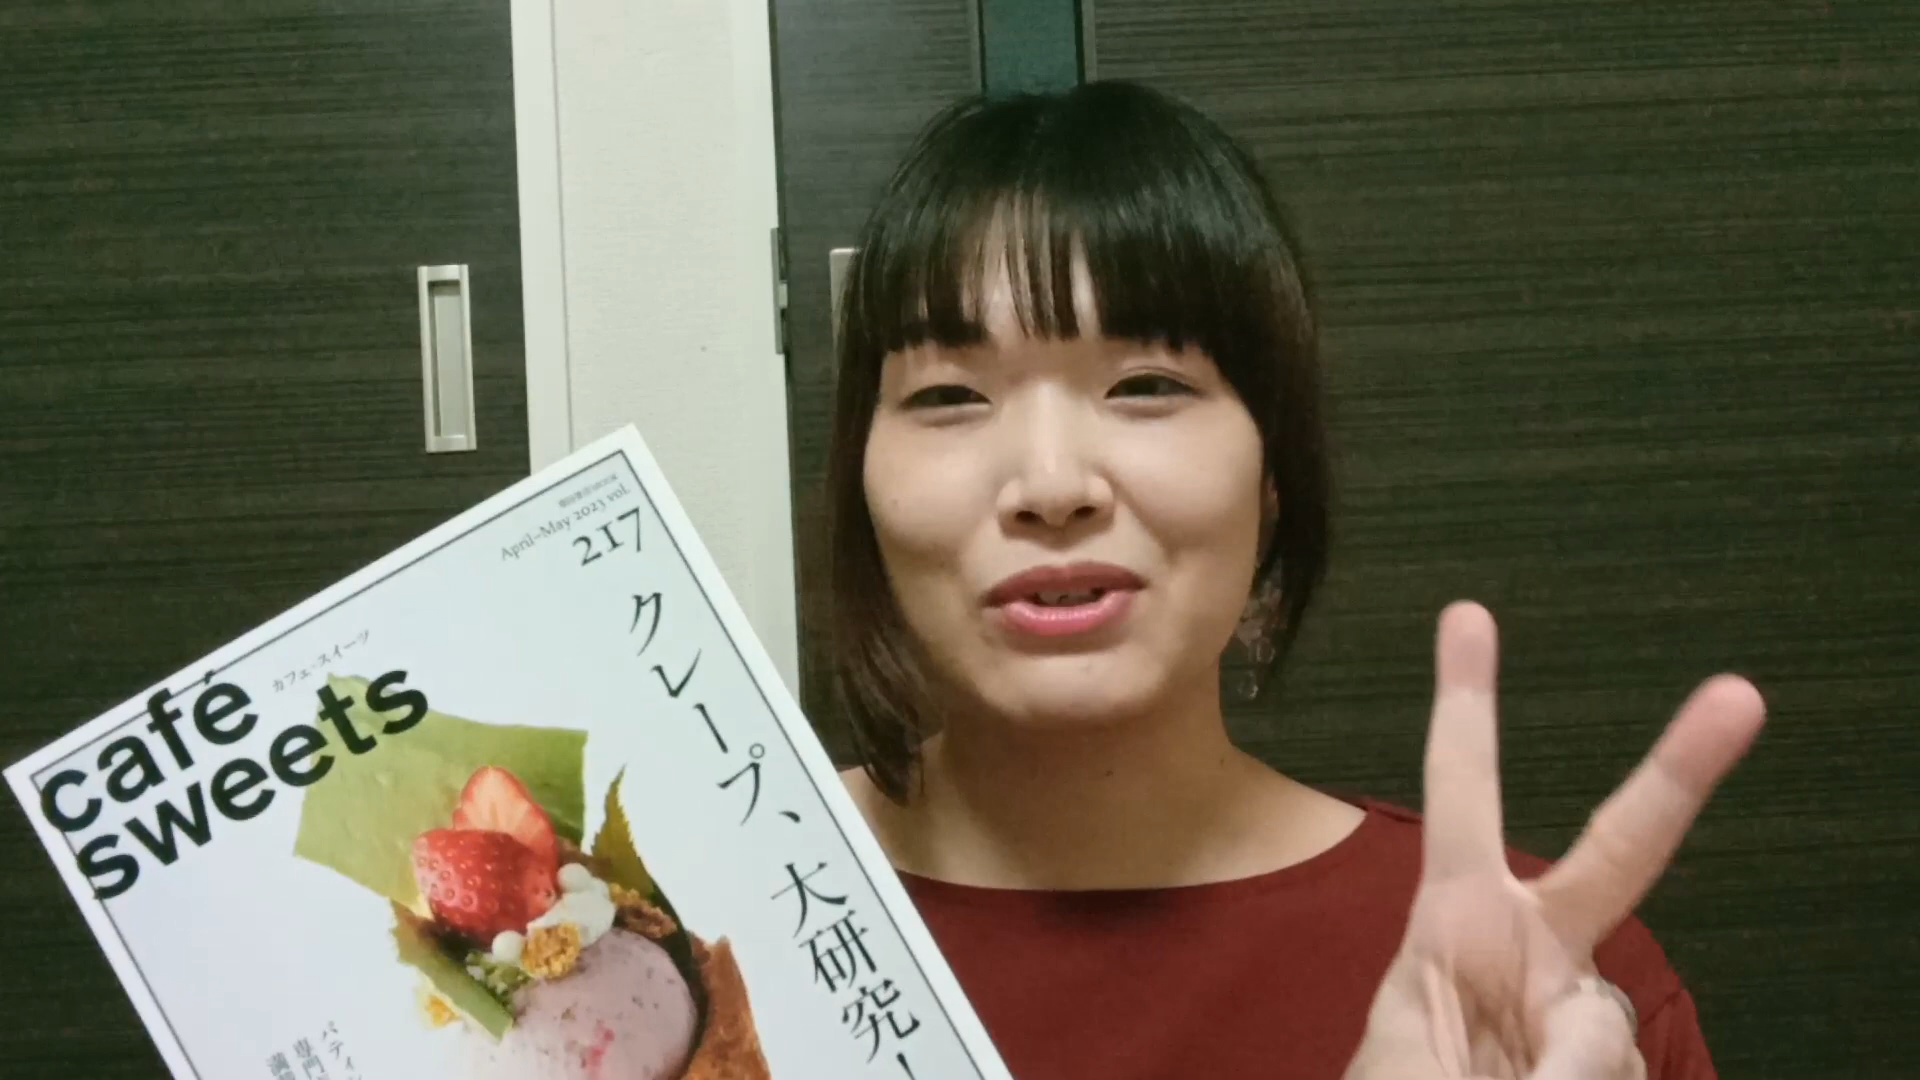 April–May 2023 vol.
217
カフェ-スイーツ
café
sweets
クレープ、大研究！